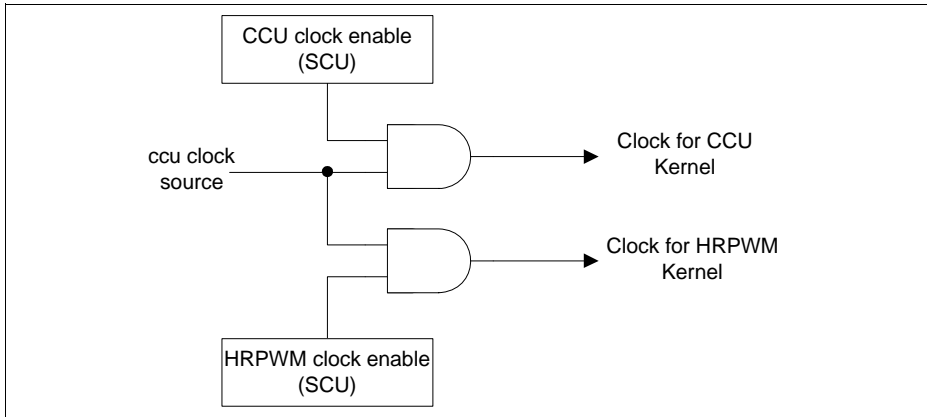 CCU clock enable
(SCU)
ccu clock
source
Clock for CCU
Kernel
Clock for HRPWM
Kernel
HRPWM clock enable
(SCU)